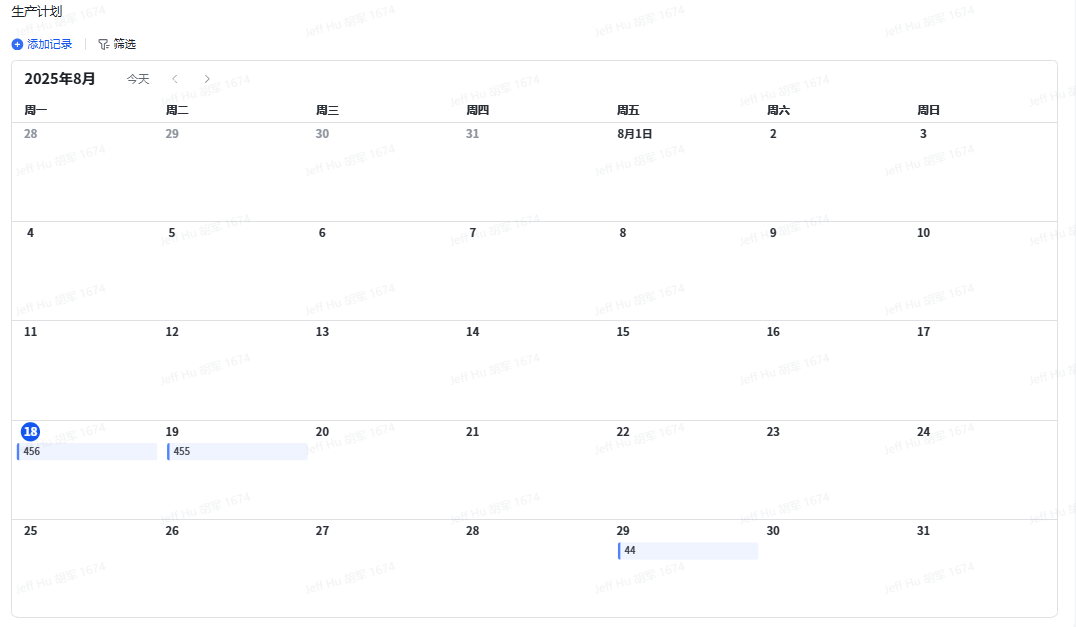 生产计划
添加记录 筛选
2025年8月 今天
周一 周二 周三 周四 周五 周六 周日
28 29 30 31 8月1日 2 3
4 5 6 7 8 9 10
11 12 13 14 15 16 17
18 19 20 21 22 23 24
456 455
25 26 27 28 29 30 31
44
Jeff Hu 胡军 1674